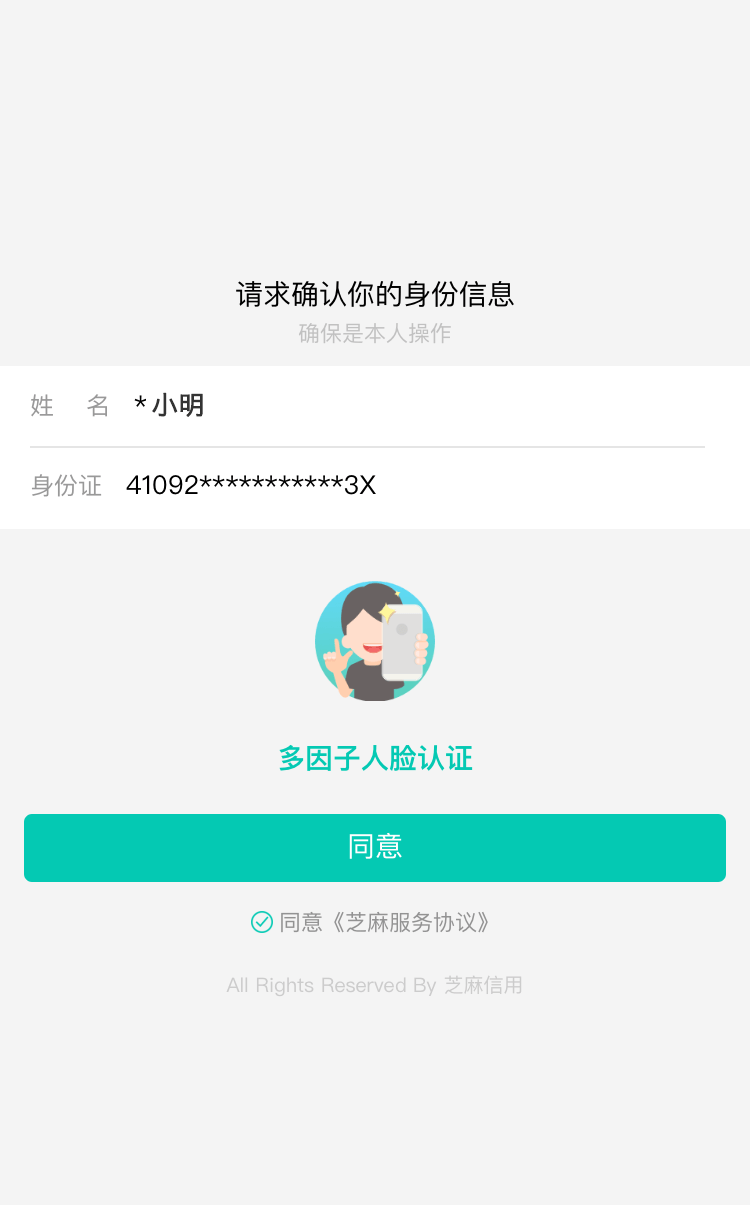 请求确认你的身份信息
确保是本人操作
姓 名 *小明
身份证 41092***********3X
多因子人脸认证
同意
同意《芝麻服务协议》
All Rights Reserved By 芝麻信用